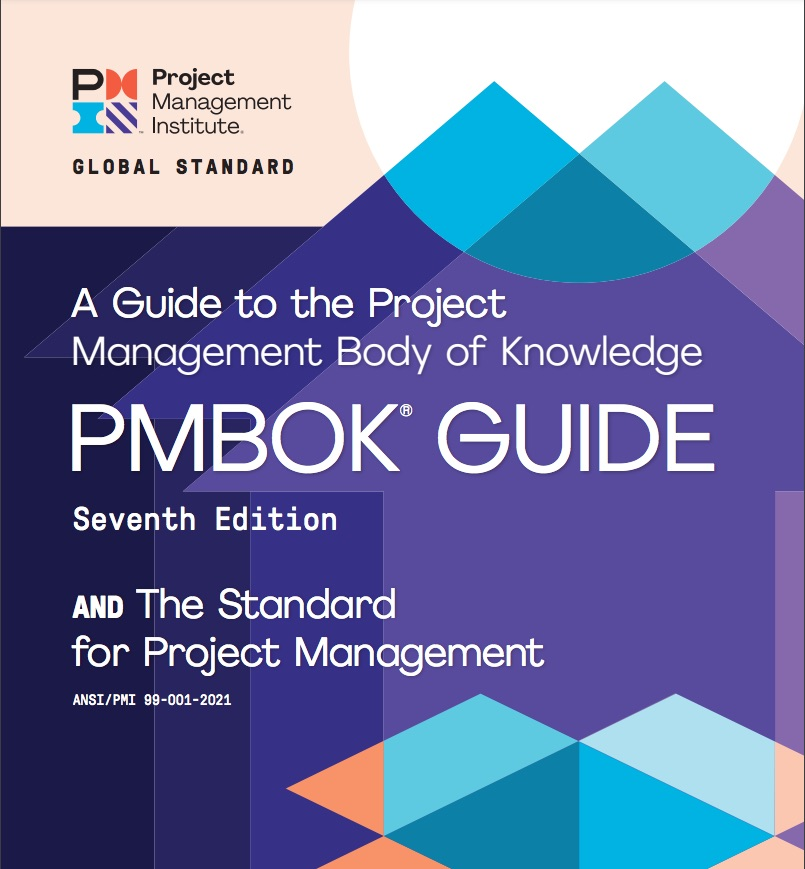 Project
Management
Institute.
GLOBAL STANDARD
A Guide to the Project
Management Body of Knowledge
PMBOK® GUIDE
Seventh Edition
AND The Standard
for Project Management
ANSI/PMI 99-001-2021